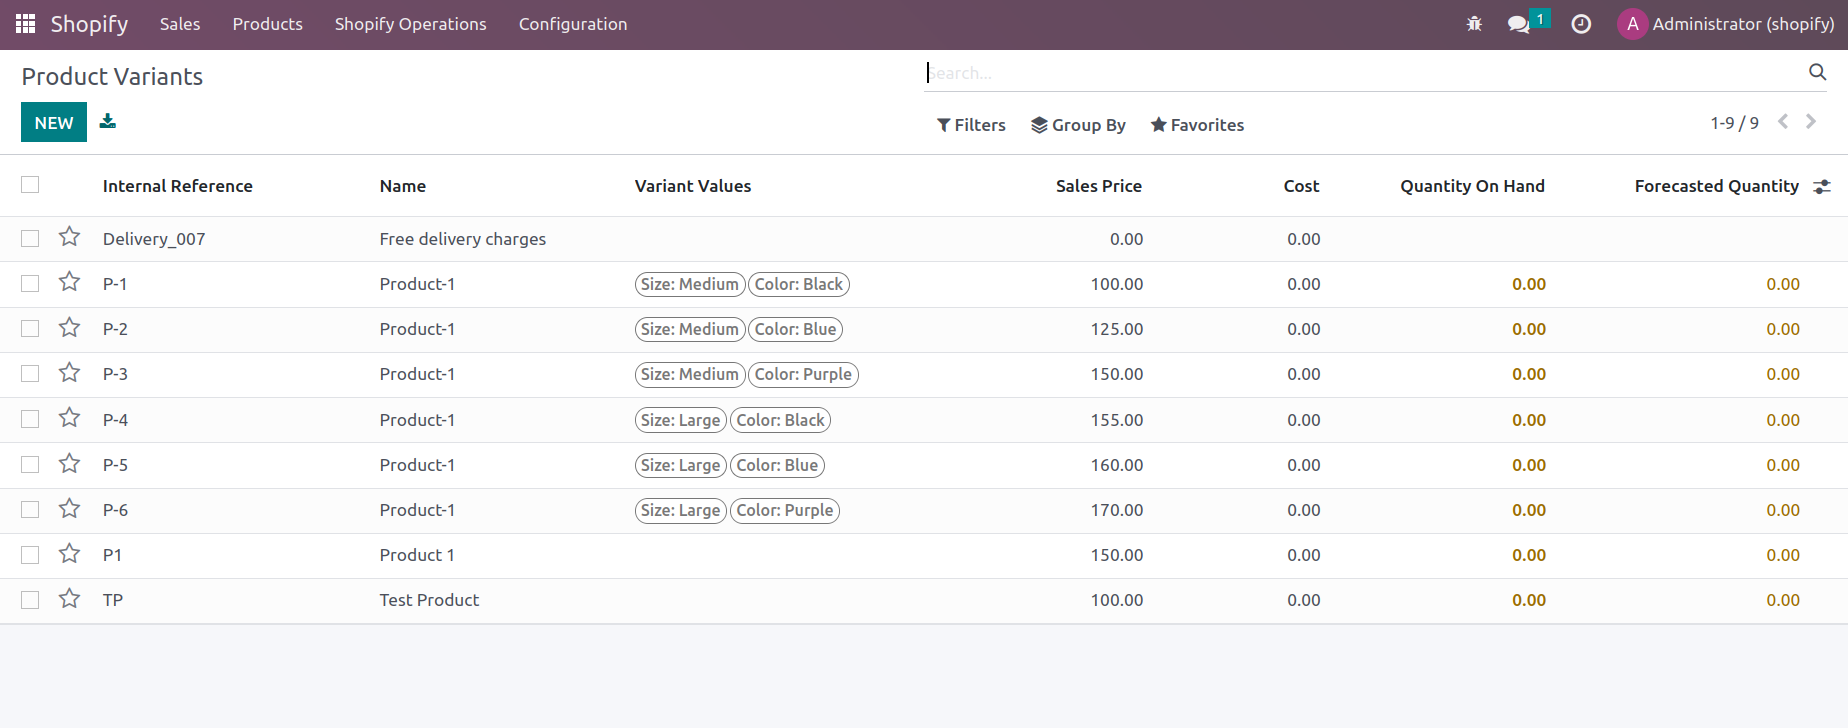 Shopify Sales Products Shopify Operations Configuration 1 A Administrator (shopify)
Product Variants Search...
NEW Filters Group By Favorites 1-9 / 9
Internal Reference Name Variant Values Sales Price Cost Quantity On Hand Forecasted Quantity
Delivery_007 Free delivery charges 0.00 0.00
P-1 Product-1 Size: Medium Color: Black 100.00 0.00 0.00 0.00
P-2 Product-1 Size: Medium Color: Blue 125.00 0.00 0.00 0.00
P-3 Product-1 Size: Medium Color: Purple 150.00 0.00 0.00 0.00
P-4 Product-1 Size: Large Color: Black 155.00 0.00 0.00 0.00
P-5 Product-1 Size: Large Color: Blue 160.00 0.00 0.00 0.00
P-6 Product-1 Size: Large Color: Purple 170.00 0.00 0.00 0.00
P1 Product 1 150.00 0.00 0.00 0.00
TP Test Product 100.00 0.00 0.00 0.00